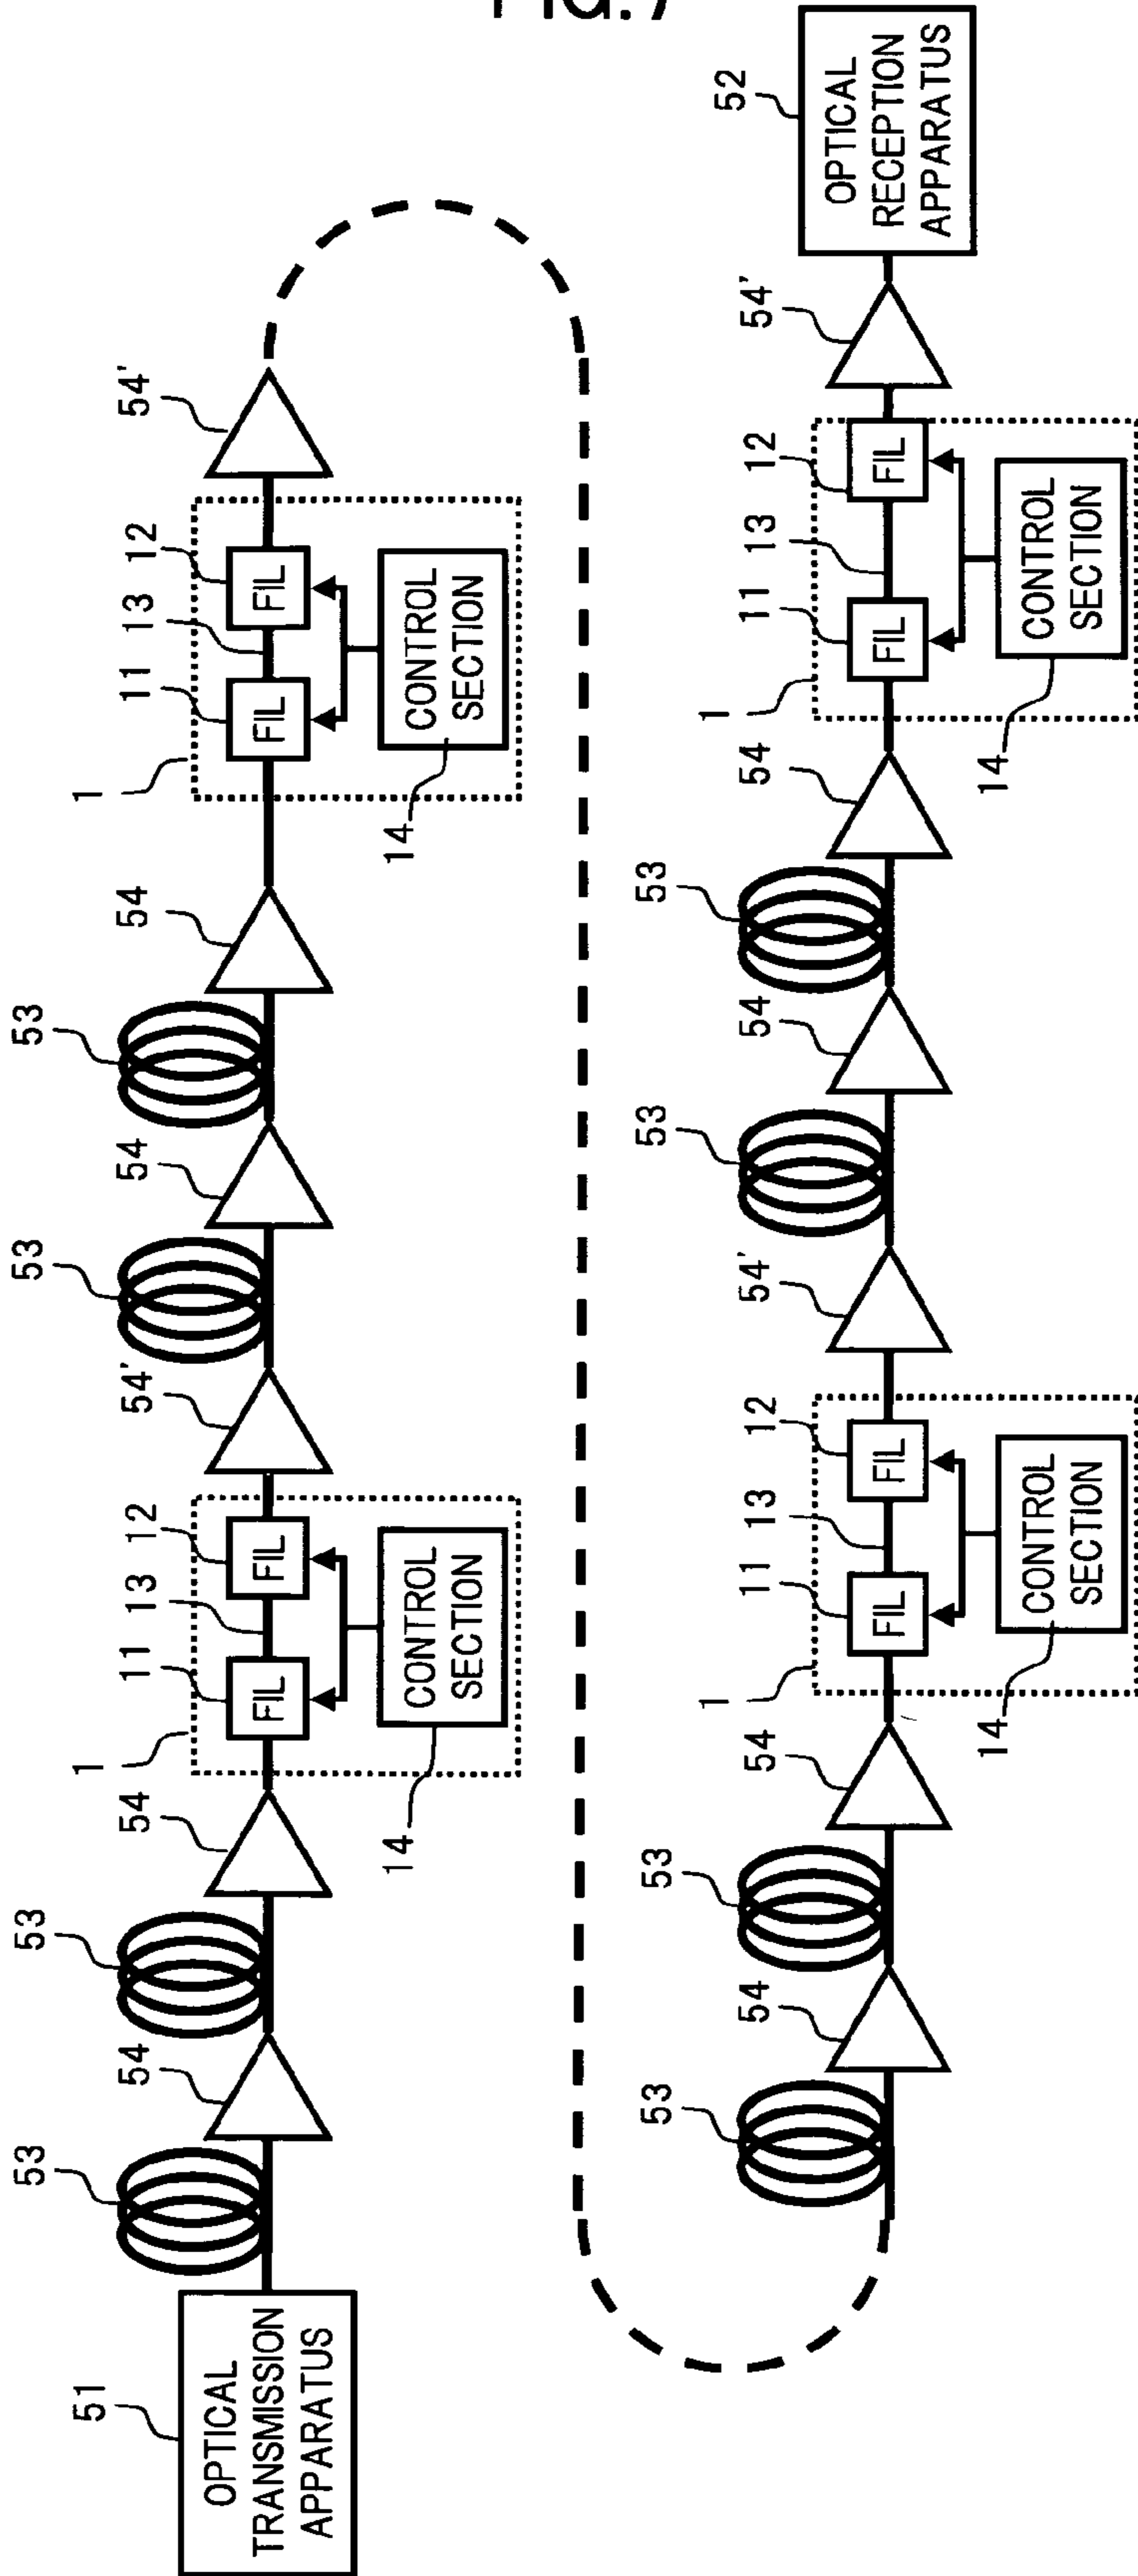 FIG.7
51
OPTICAL
TRANSMISSION
APPARATUS
53
54
53
54
1
11
13
12
FIL
FIL
CONTROL
SECTION
14
54'
53
54
53
54
1
11
13
12
FIL
FIL
CONTROL
SECTION
14
54'
53
54
53
54
1
11
13
12
FIL
FIL
CONTROL
SECTION
14
54'
53
54
53
54
1
11
13
12
FIL
FIL
CONTROL
SECTION
14
54'
52
OPTICAL
RECEPTION
APPARATUS